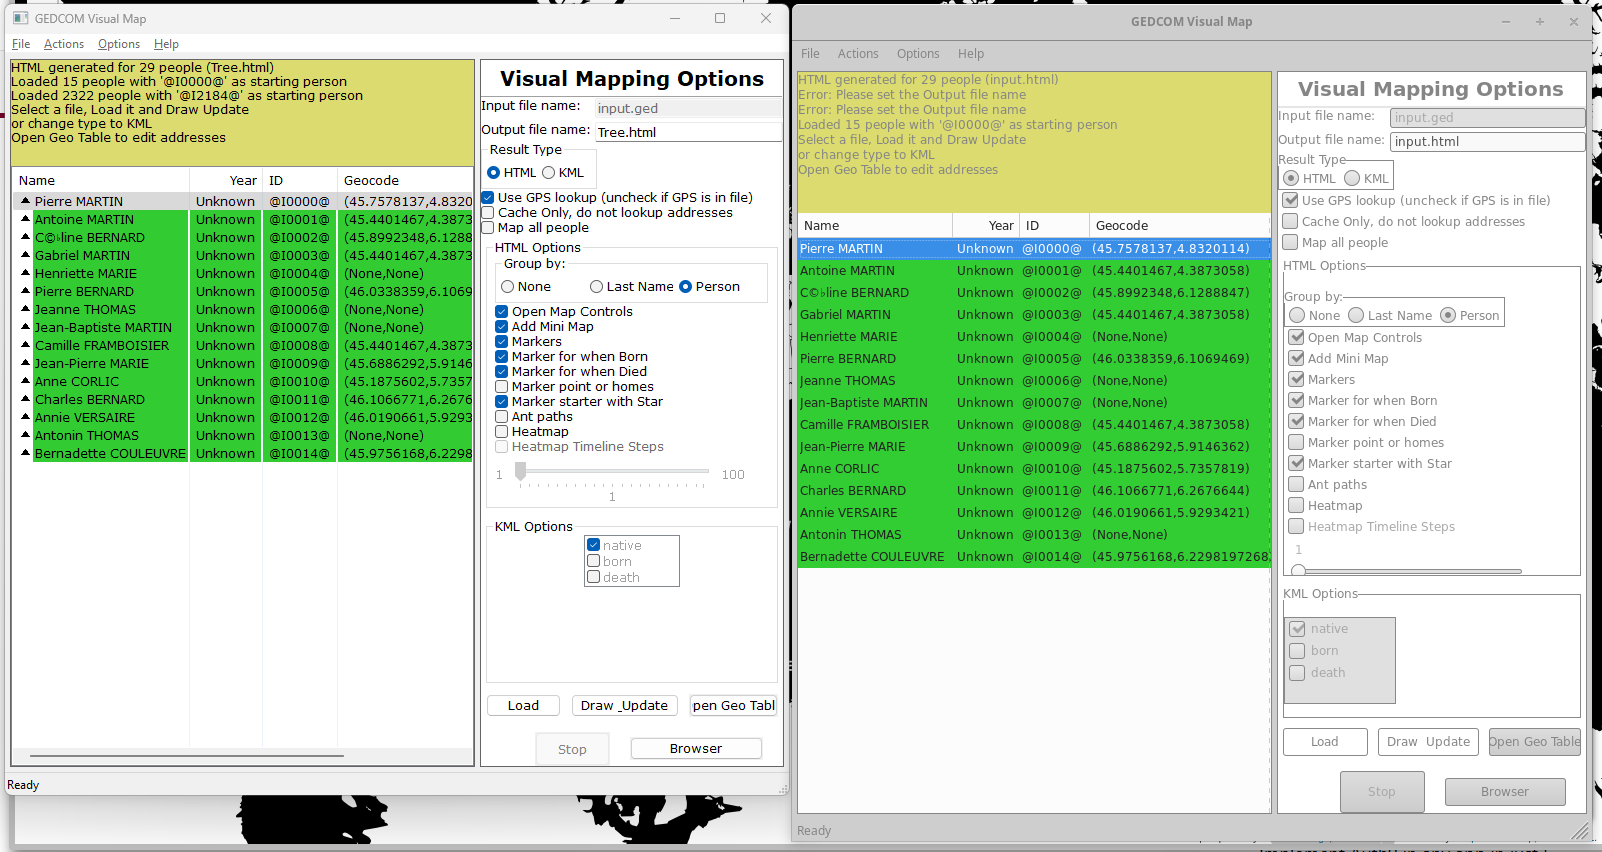 GEDCOM Visual Map
File Actions Options Help
HTML generated for 29 people (Tree.html)
Loaded 15 people with '@I0000@' as starting person
Loaded 2322 people with '@I2184@' as starting person
Select a file, Load it and Draw Update
or change type to KML
Open Geo Table to edit addresses
Name Year ID Geocode
Pierre MARTIN Unknown @I0000@ (45.7578137,4.8320
Antoine MARTIN Unknown @I0001@ (45.4401467,4.3873
C©♭line BERNARD Unknown @I0002@ (45.8992348,6.1288
Gabriel MARTIN Unknown @I0003@ (45.4401467,4.3873
Henriette MARIE Unknown @I0004@ (None,None)
Pierre BERNARD Unknown @I0005@ (46.0338359,6.1069
Jeanne THOMAS Unknown @I0006@ (None,None)
Jean-Baptiste MARTIN Unknown @I0007@ (None,None)
Camille FRAMBOISIER Unknown @I0008@ (45.4401467,4.3873
Jean-Pierre MARIE Unknown @I0009@ (45.6886292,5.9146
Anne CORLIC Unknown @I0010@ (45.1875602,5.7357
Charles BERNARD Unknown @I0011@ (46.1066771,6.2676
Annie VERSAIRE Unknown @I0012@ (46.0190661,5.9293
Antonin THOMAS Unknown @I0013@ (None,None)
Bernadette COULEUVRE Unknown @I0014@ (45.9756168,6.2298
Ready
Visual Mapping Options
Input file name: input.ged
Output file name: Tree.html
Result Type
HTML KML
Use GPS lookup (uncheck if GPS is in file)
Cache Only, do not lookup addresses
Map all people
HTML Options
Group by:
None Last Name Person
Open Map Controls
Add Mini Map
Markers
Marker for when Born
Marker for when Died
Marker point or homes
Marker starter with Star
Ant paths
Heatmap
Heatmap Timeline Steps
1 100
1
KML Options
native
born
death
Load Draw _Update pen Geo Tabl
Stop Browser
GEDCOM Visual Map
File Actions Options Help
HTML generated for 29 people (input.html)
Error: Please set the Output file name
Error: Please set the Output file name
Loaded 15 people with '@I0000@' as starting person
Select a file, Load it and Draw Update
or change type to KML
Open Geo Table to edit addresses
Name Year ID Geocode
Pierre MARTIN Unknown @I0000@ (45.7578137,4.8320114)
Antoine MARTIN Unknown @I0001@ (45.4401467,4.3873058)
C©♭line BERNARD Unknown @I0002@ (45.8992348,6.1288847)
Gabriel MARTIN Unknown @I0003@ (45.4401467,4.3873058)
Henriette MARIE Unknown @I0004@ (None,None)
Pierre BERNARD Unknown @I0005@ (46.0338359,6.1069469)
Jeanne THOMAS Unknown @I0006@ (None,None)
Jean-Baptiste MARTIN Unknown @I0007@ (None,None)
Camille FRAMBOISIER Unknown @I0008@ (45.4401467,4.3873058)
Jean-Pierre MARIE Unknown @I0009@ (45.6886292,5.9146362)
Anne CORLIC Unknown @I0010@ (45.1875602,5.7357819)
Charles BERNARD Unknown @I0011@ (46.1066771,6.2676644)
Annie VERSAIRE Unknown @I0012@ (46.0190661,5.9293421)
Antonin THOMAS Unknown @I0013@ (None,None)
Bernadette COULEUVRE Unknown @I0014@ (45.9756168,6.2298197268
Ready
Visual Mapping Options
Input file name: input.ged
Output file name: input.html
Result Type
HTML KML
Use GPS lookup (uncheck if GPS is in file)
Cache Only, do not lookup addresses
Map all people
HTML Options
Group by:
None Last Name Person
Open Map Controls
Add Mini Map
Markers
Marker for when Born
Marker for when Died
Marker point or homes
Marker starter with Star
Ant paths
Heatmap
Heatmap Timeline Steps
1
KML Options
native
born
death
Load Draw Update Open Geo Table
Stop Browser